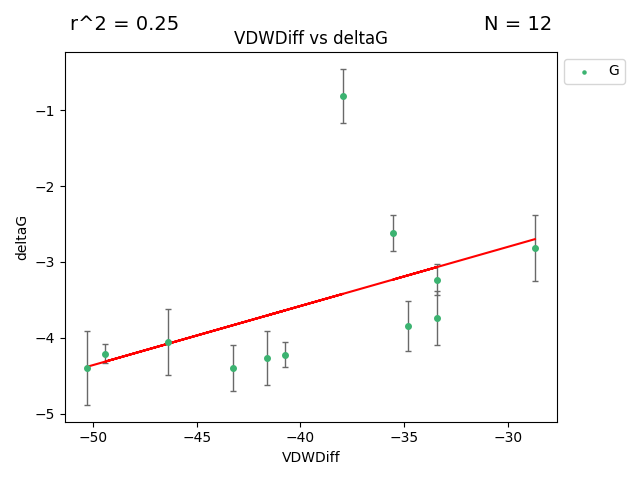 r^2 = 0.25
N = 12
VDWDiff vs deltaG
G
−1
−2
−3
−4
−5
deltaG
−50
−45
−40
−35
−30
VDWDiff